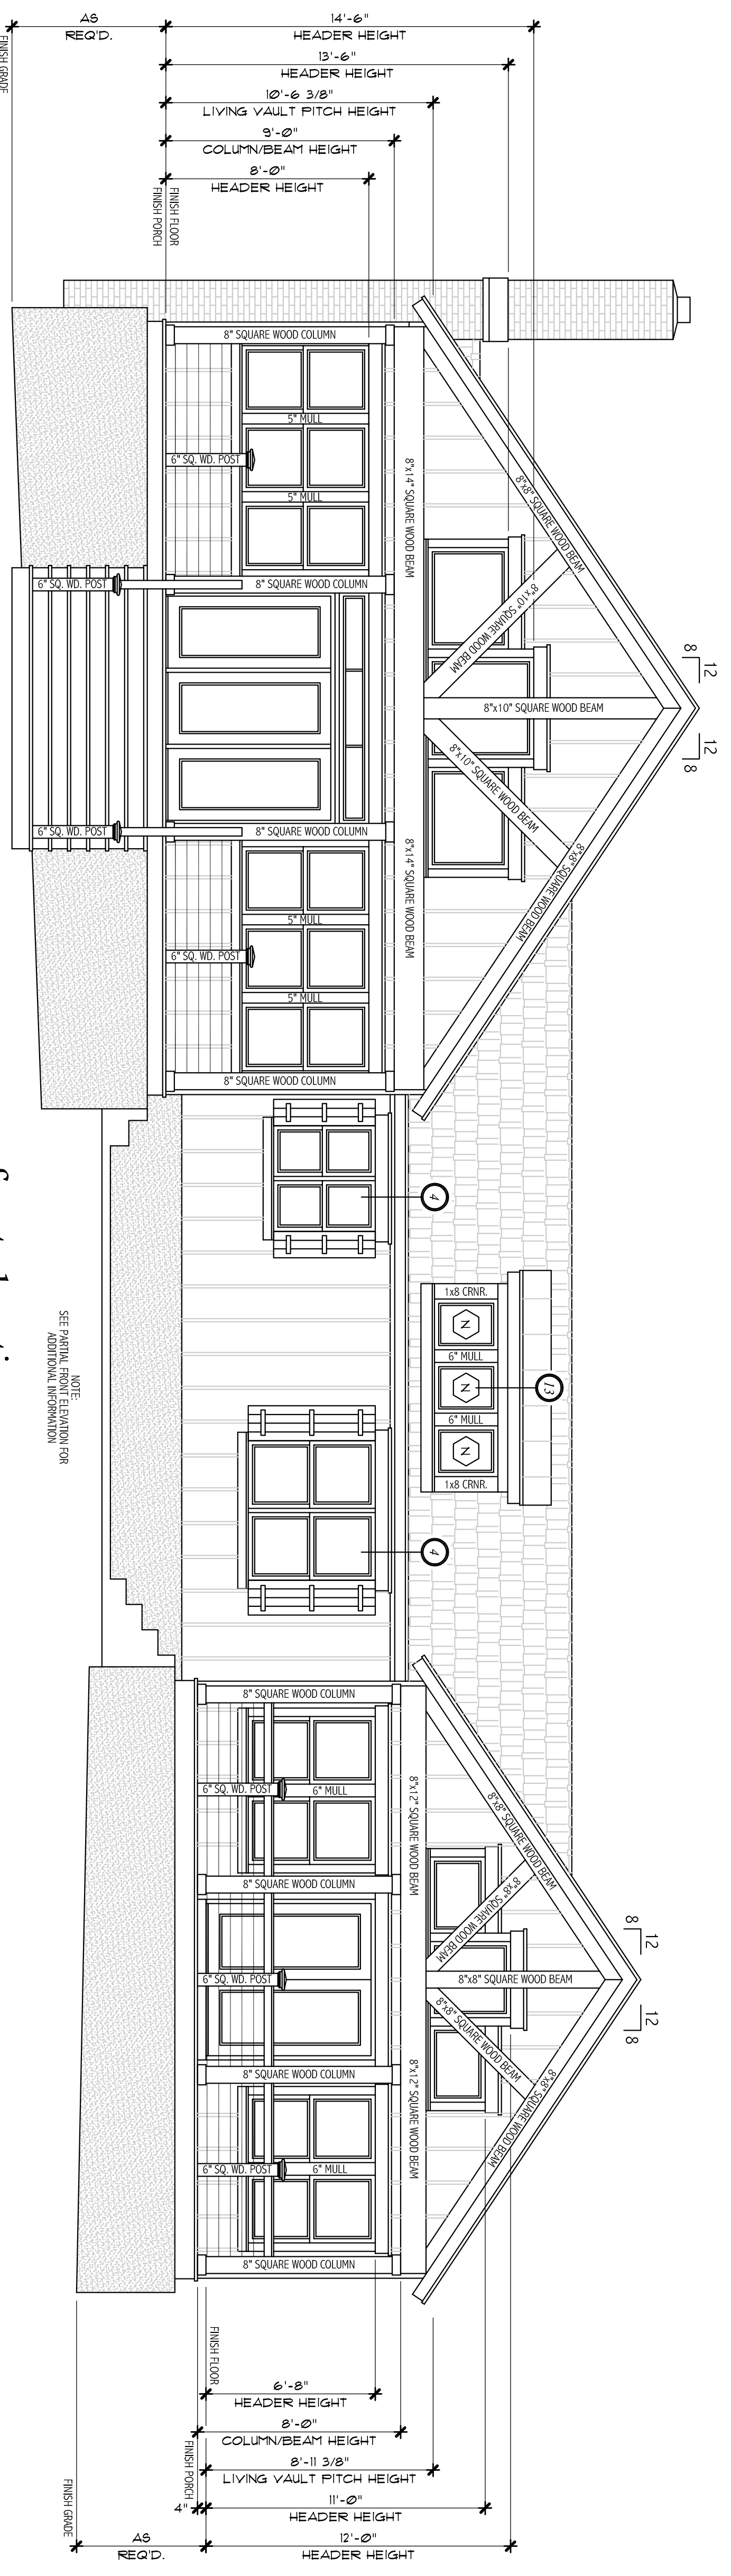 AS
REQ'D.
FINISH GRADE
14'-6"
HEADER HEIGHT
13'-6"
HEADER HEIGHT
10'-6 3/8"
LIVING VAULT PITCH HEIGHT
9'-0"
COLUMN/BEAM HEIGHT
8'-0"
HEADER HEIGHT
FINISH FLOOR
FINISH PORCH
8" SQUARE WOOD COLUMN
5" MULL
6" SQ. WD. POST
5" MULL
8"x14" SQUARE WOOD BEAM
8"x8" SQUARE WOOD BEAM
6" SQ. WD. POST
8" SQUARE WOOD COLUMN
8"x10" SQUARE WOOD
BEAM
8
12
8"x10" SQUARE WOOD BEAM
12
8
8"x10" SQUARE WOOD BEAM
6" SQ. WD. POST
8" SQUARE WOOD COLUMN
8"x14" SQUARE WOOD BEAM
8"x8" SQUARE WOOD BEAM
5" MULL
6" SQ. WD. POST
5" MULL
8" SQUARE WOOD COLUMN
4
1x8 CRNR.
N
6" MULL
N
13
6" MULL
N
1x8 CRNR.
NOTE:
SEE PARTIAL FRONT ELEVATION FOR
ADDITIONAL INFORMATION
4
8" SQUARE WOOD COLUMN
6" SQ. WD. POST
6" MULL
8"x12" SQUARE WOOD BEAM
8"x8" SQUARE WOOD BEAM
8" SQUARE WOOD COLUMN
8"x8" SQUARE WOOD
BEAM
8
12
6" SQ. WD. POST
8"x8" SQUARE WOOD BEAM
12
8
8"x8" SQUARE WOOD BEAM
8" SQUARE WOOD COLUMN
8"x12" SQUARE WOOD BEAM
8"x8" SQUARE WOOD BEAM
6" SQ. WD. POST
6" MULL
8" SQUARE WOOD COLUMN
FINISH FLOOR
6'-8"
HEADER HEIGHT
8'-0"
COLUMN/BEAM HEIGHT
FINISH PORCH
8'-11 3/8"
LIVING VAULT PITCH HEIGHT
4"
11'-0"
HEADER HEIGHT
FINISH GRADE
AS
REQ'D.
12'-0"
HEADER HEIGHT